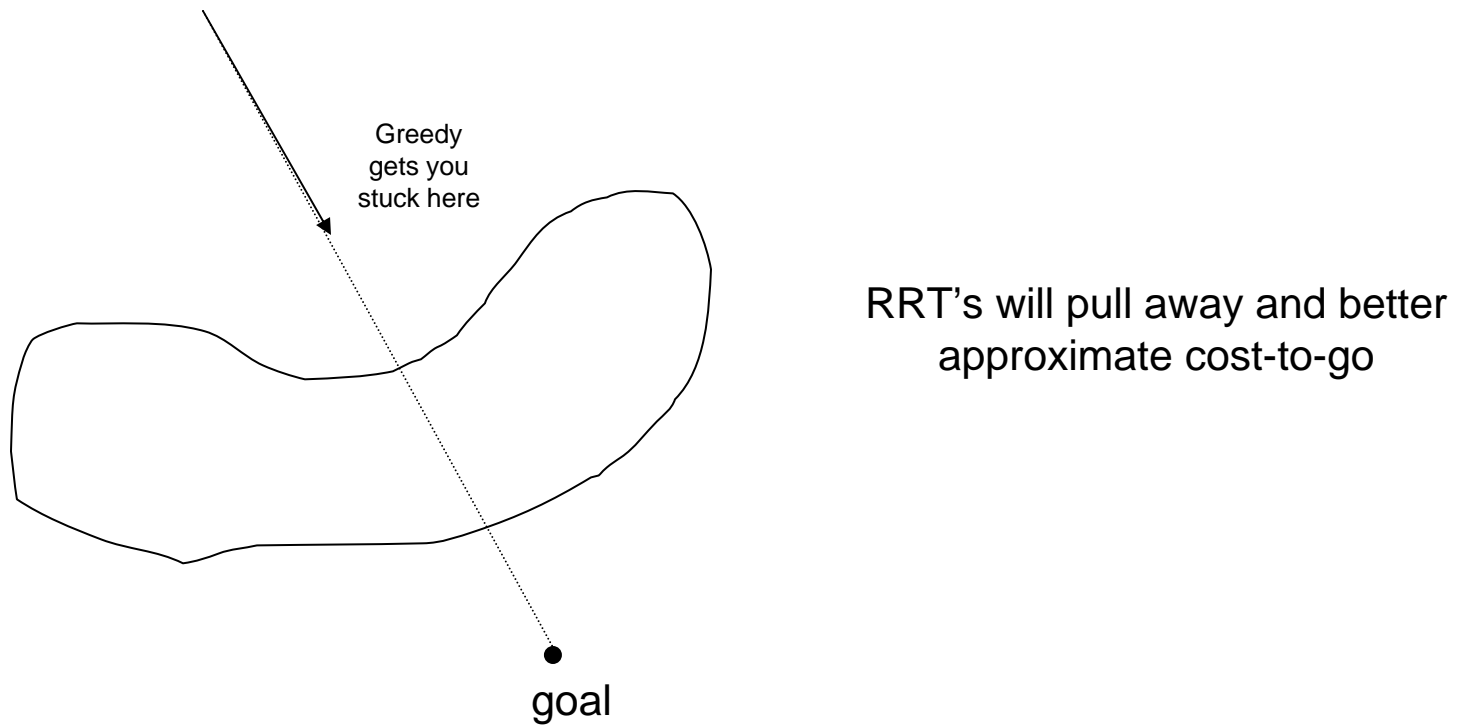 Greedy
gets you
stuck here
RRT's will pull away and better
approximate cost-to-go
goal